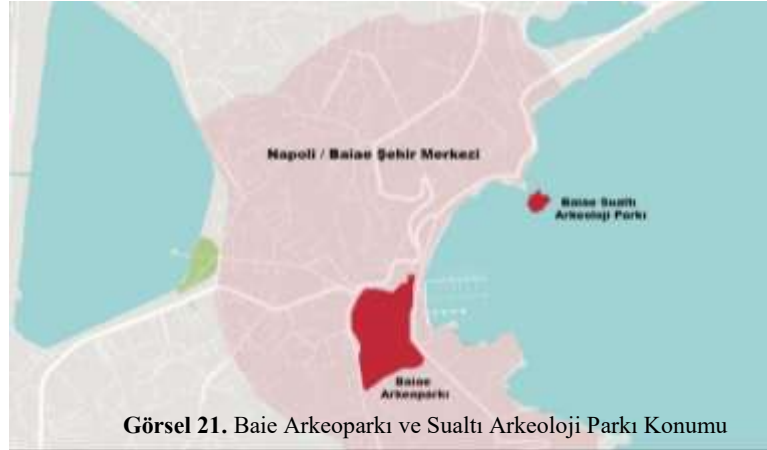 Napoli / Baiae Şehir Merkezi
Baiae Sualtı
Arkeoloji Parkı
Baiae
Arkeoparkı
Görsel 21. Baie Arkeoparkı ve Sualtı Arkeoloji Parkı Konumu